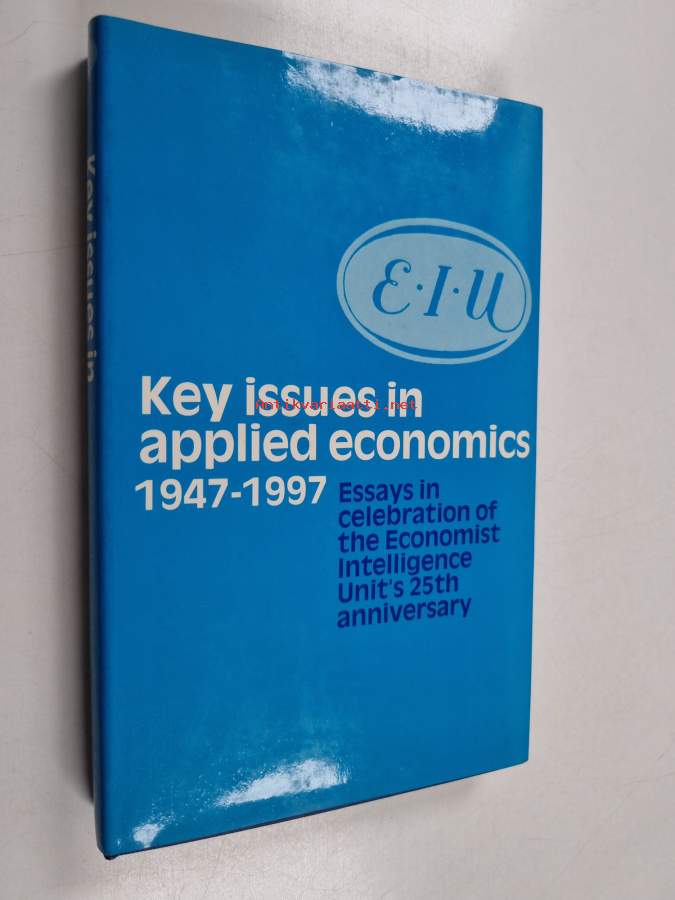 Key issues in
E·I·U
Key issues in
applied economics
1947-1997
Essays in
celebration of
the Economist
Intelligence
Unit's 25th
anniversary
Antikvariaatti.net